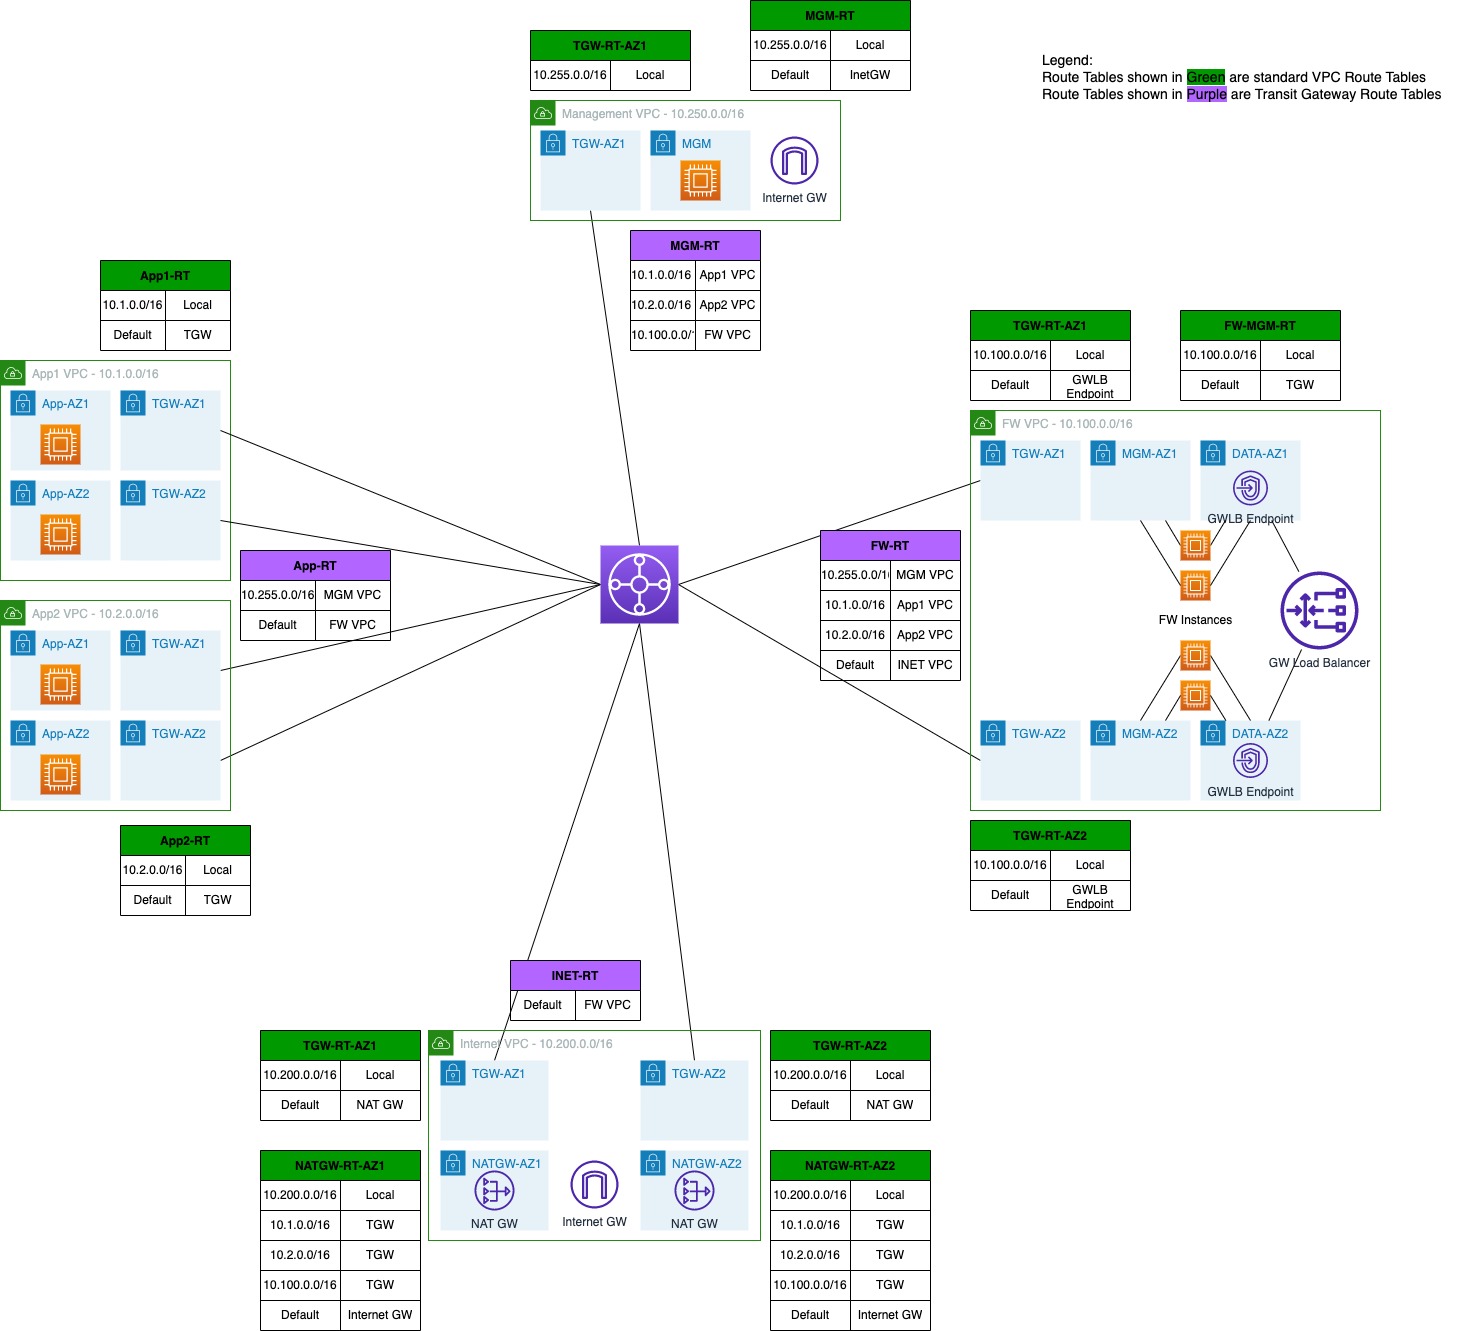 MGM-RT
10.255.0.0/16 Local
Default InetGW
TGW-RT-AZ1
10.255.0.0/16 Local
Legend:
Route Tables shown in Green are standard VPC Route Tables
Route Tables shown in Purple are Transit Gateway Route Tables
Management VPC - 10.250.0.0/16
TGW-AZ1 MGM
Internet GW
MGM-RT
10.1.0.0/16 App1 VPC
10.2.0.0/16 App2 VPC
10.100.0.0/ FW VPC
App1-RT
10.1.0.0/16 Local
Default TGW
App1 VPC - 10.1.0.0/16
App-AZ1 TGW-AZ1
App-AZ2 TGW-AZ2
App-RT
10.255.0.0/16 MGM VPC
Default FW VPC
App2 VPC - 10.2.0.0/16
App-AZ1 TGW-AZ1
App-AZ2 TGW-AZ2
App2-RT
10.2.0.0/16 Local
Default TGW
TGW-RT-AZ1
10.100.0.0/16 Local
Default GWLB
Endpoint
FW-MGM-RT
10.100.0.0/16 Local
Default TGW
FW VPC - 10.100.0.0/16
TGW-AZ1 MGM-AZ1 DATA-AZ1
GWLB Endpoint
FW-RT
10.255.0.0/1 MGM VPC
10.1.0.0/16 App1 VPC
10.2.0.0/16 App2 VPC
Default INET VPC
FW Instances
GW Load Balancer
TGW-AZ2 MGM-AZ2 DATA-AZ2
GWLB Endpoint
TGW-RT-AZ2
10.100.0.0/16 Local
Default GWLB
Endpoint
INET-RT
Default FW VPC
TGW-RT-AZ1
10.200.0.0/16 Local
Default NAT GW
Internet VPC - 10.200.0.0/16
TGW-AZ1 TGW-AZ2
TGW-RT-AZ2
10.200.0.0/16 Local
Default NAT GW
NATGW-RT-AZ1
10.200.0.0/16 Local
10.1.0.0/16 TGW
10.2.0.0/16 TGW
10.100.0.0/16 TGW
Default Internet GW
NATGW-AZ1 NATGW-AZ2
NAT GW Internet GW NAT GW
NATGW-RT-AZ2
10.200.0.0/16 Local
10.1.0.0/16 TGW
10.2.0.0/16 TGW
10.100.0.0/16 TGW
Default Internet GW